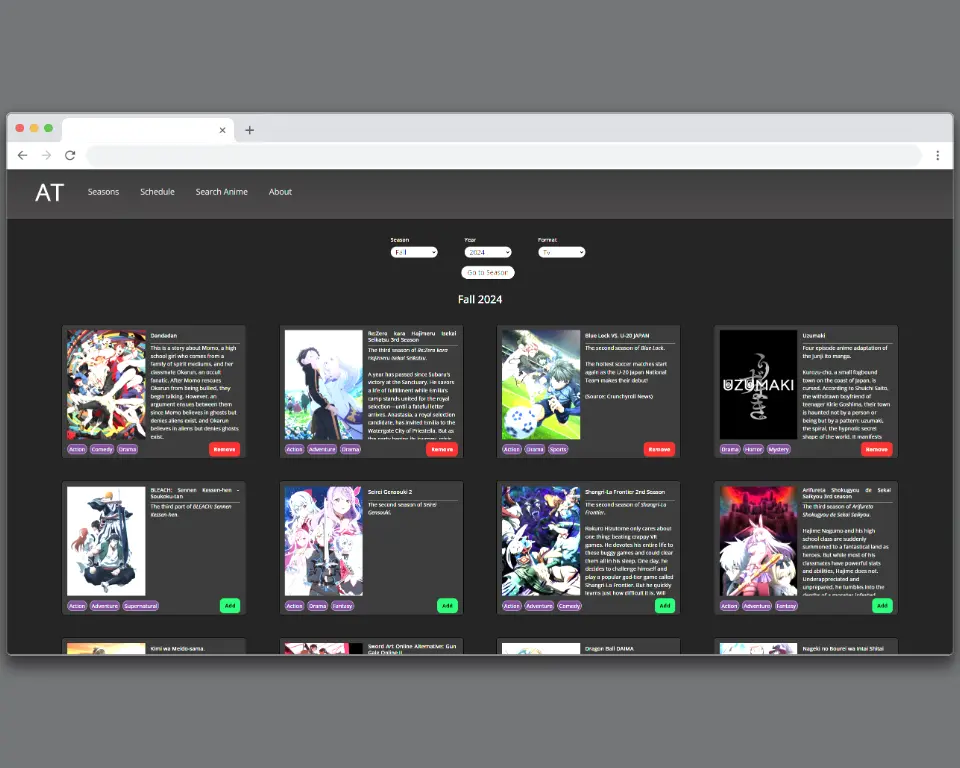 AT
Seasons Schedule Search Anime About
Season Year Format
Fall 2024 TV
Go to Season
Fall 2024
Dandadan
This is a story about Momo, a high
school girl who comes from a
family of spirit mediums, and her
classmate Okarun, an occult
fanatic. After Momo rescues
Okarun from being bullied, they
begin talking. However, an
argument ensues between them
since Momo believes in ghosts but
denies aliens exist, and Okarun
believes in aliens but denies ghosts
exist.
Action Comedy Drama
Remove
Re:Zero kara Hajimeru Isekai
Seikatsu 3rd Season
The third season of Re:Zero kara
Hajimeru Isekai Seikatsu.
A year has passed since Subaru's
victory at the Sanctuary. He savors
a life of fulfillment while Emilia's
camp stands united for the royal
selection—until a fateful letter
arrives. Anastasia, a royal selection
candidate, has invited Emilia to the
Watergate City of Priestella. But as
the party begins its journey, crisis
Action Adventure Drama
Remove
Blue Lock VS. U-20 JAPAN
The second season of Blue Lock.
The hottest soccer matches start
again as the U-20 Japan National
Team makes their debut!
(Source: Crunchyroll News)
Action Drama Sports
Remove
UZUMAKI
Uzumaki
Four episode anime adaptation of
the Junji Ito manga.
Kurouzu-cho, a small fogbound
town on the coast of Japan, is
cursed. According to Shuichi Saito,
the withdrawn boyfriend of
teenager Kirie Goshima, their town
is haunted not by a person or
being but by a pattern: uzumaki,
the spiral, the hypnotic secret
shape of the world. It manifests
Drama Horror Mystery
Remove
BLEACH: Sennen Kessen-hen -
Soukoku-tan
The third part of BLEACH: Sennen
Kessen-hen.
Action Adventure Supernatural
Add
Seirei Gensouki 2
The second season of Seirei
Gensouki.
Action Drama Fantasy
Add
Shangri-La Frontier 2nd Season
The second season of Shangri-La
Frontier.
Rakuro Hizutome only cares about
one thing: beating crappy VR
games. He devotes his entire life to
these buggy games and could clear
them all in his sleep. One day, he
decides to challenge himself and
play a popular god-tier game called
Shangri-La Frontier. But he quickly
learns just how difficult it is. Will
Action Adventure Comedy
Add
Arifureta Shokugyou de Sekai
Saikyou 3rd season
The third season of Arifureta
Shokugyou de Sekai Saikyou.
Hajime Nagumo and his high
school class are suddenly
summoned to a fantastical land as
heroes. But while most of his
classmates have powerful stats
and abilities, Hajime does not.
Underappreciated and
unprepared, he tumbles into the
depths of a monster infested
Action Adventure Fantasy
Add
Kimi wa Meido-sama.
Sword Art Online Alternative: Gun
Gale Online II
Dragon Ball DAIMA
Nageki no Bourei wa Intai Shitai